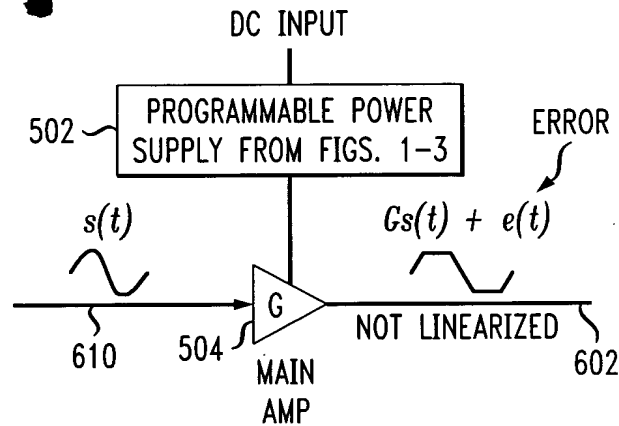 DC INPUT
PROGRAMMABLE POWER
SUPPLY FROM FIGS. 1-3
502
ERROR
s(t)
Gs(t) + e(t)
G
610
504
NOT LINEARIZED
602
MAIN
AMP